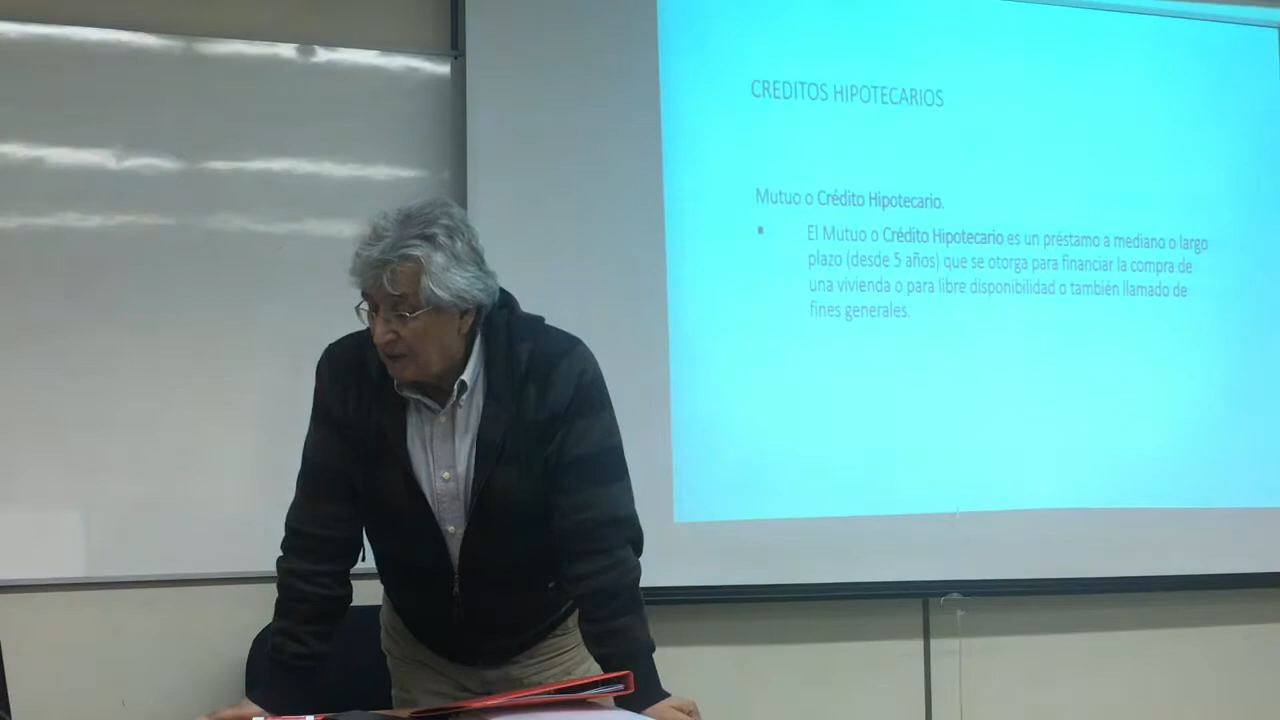 CREDITOS HIPOTECARIOS
Mutuo o Crédito Hipotecario.
▪ El Mutuo o Crédito Hipotecario es un préstamo a mediano o largo
plazo (desde 5 años) que se otorga para financiar la compra de
una vivienda o para libre disponibilidad o también llamado de
fines generales.